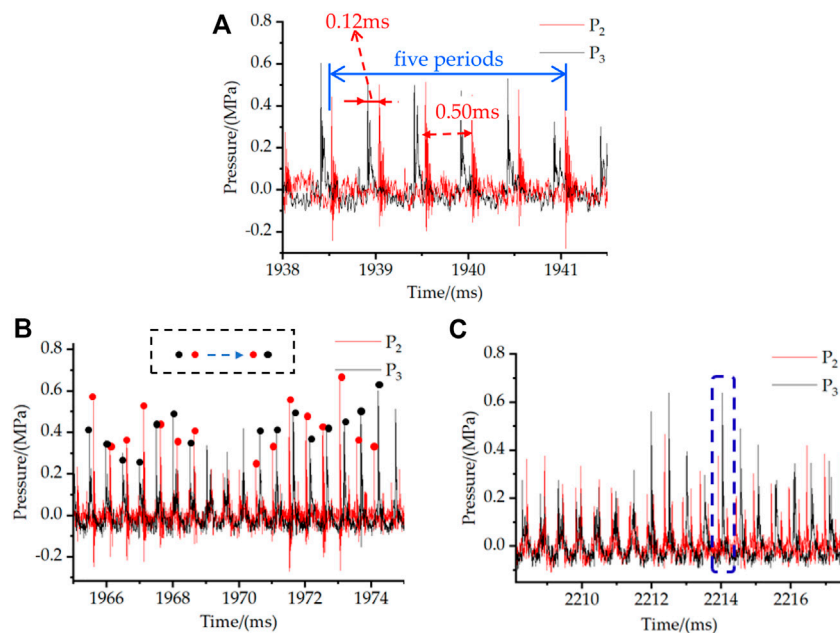 A
P2
P3
0.12ms
five periods
0.50ms
0.8
0.6
0.4
0.2
0.0
-0.2
Pressure/(MPa)
1938
1939
1940
1941
Time/(ms)
B
P2
P3
0.8
0.6
0.4
0.2
0.0
-0.2
Pressure/(MPa)
1966
1968
1970
1972
1974
Time/(ms)
C
P2
P3
0.8
0.6
0.4
0.2
0.0
Pressure/(MPa)
2210
2212
2214
2216
Time/(ms)